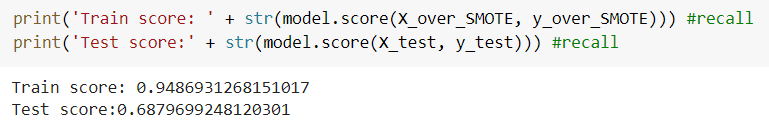 print('Train score: ' + str(model.score(X_over_SMOTE, y_over_SMOTE))) #recall
print('Test score:' + str(model.score(X_test, y_test))) #recall
Train score: 0.9486931268151017
Test score:0.6879699248120301